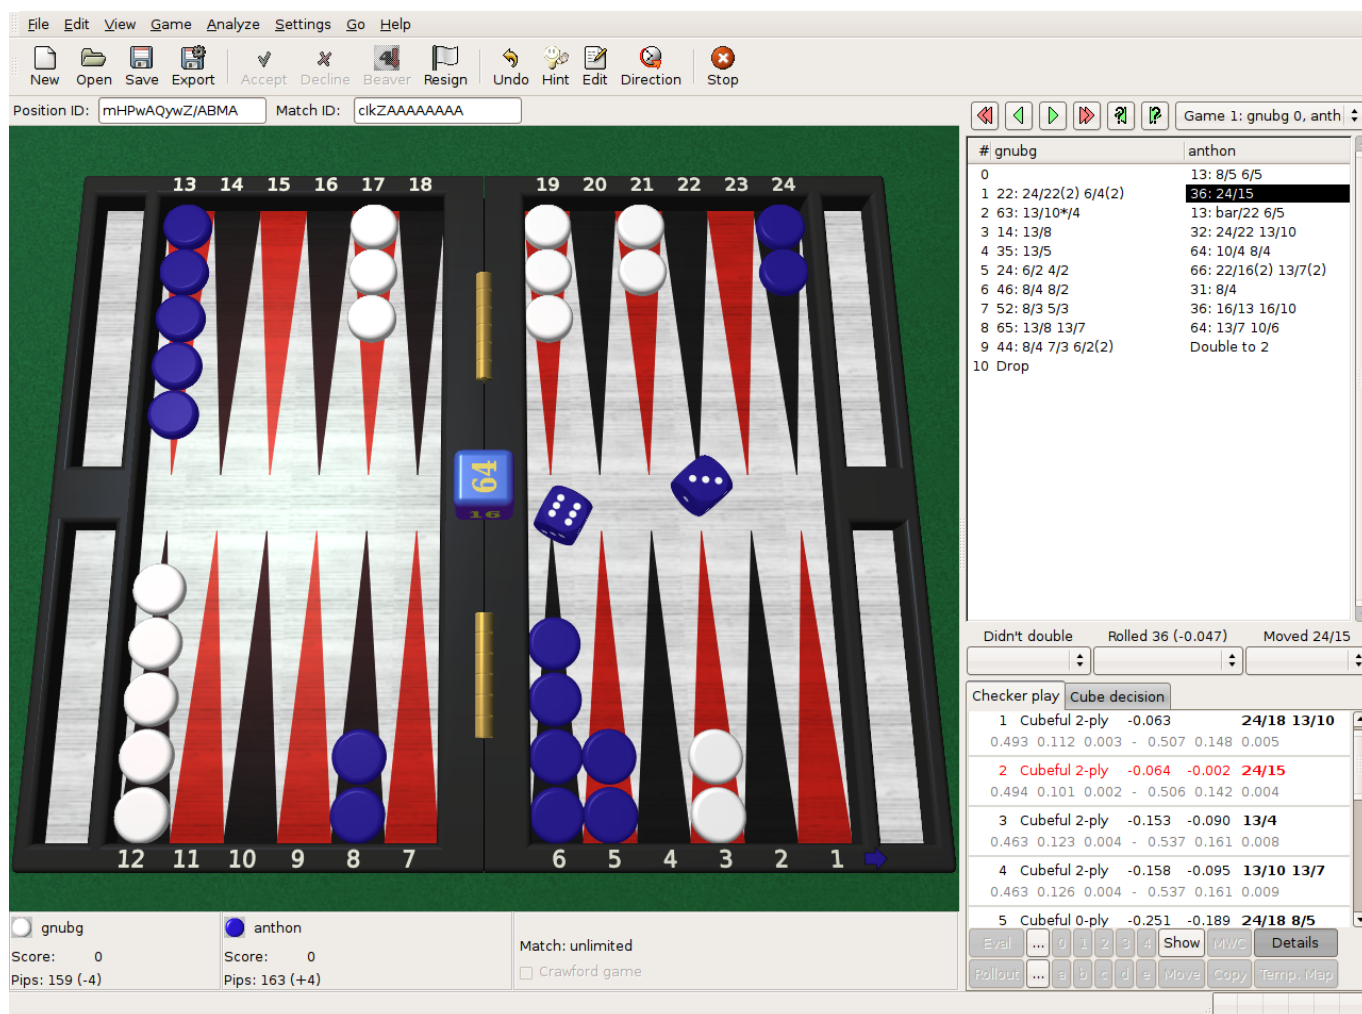 File Edit View Game Analyze Settings Go Help
New Open Save Export Accept Decline Beaver Resign Undo Hint Edit Direction Stop
Position ID: mHPwAQywZ/ABMA Match ID: cIkZAAAAAAAA
Game 1: gnubg 0, anth
# gnubg anthon
0 13: 8/5 6/5
1 22: 24/22(2) 6/4(2) 36: 24/15
2 63: 13/10*/4 13: bar/22 6/5
3 14: 13/8 32: 24/22 13/10
4 35: 13/5 64: 10/4 8/4
5 24: 6/2 4/2 66: 22/16(2) 13/7(2)
6 46: 8/4 8/2 31: 8/4
7 52: 8/3 5/3 36: 16/13 16/10
8 65: 13/8 13/7 64: 13/7 10/6
9 44: 8/4 7/3 6/2(2) Double to 2
10 Drop
13 14 15 16 17 18 19 20 21 22 23 24
64
16
12 11 10 9 8 7 6 5 4 3 2 1
Didn't double Rolled 36 (-0.047) Moved 24/15
Checker play Cube decision
1 Cubeful 2-ply -0.063 24/18 13/10
0.493 0.112 0.003 - 0.507 0.148 0.005
2 Cubeful 2-ply -0.064 -0.002 24/15
0.494 0.101 0.002 - 0.506 0.142 0.004
3 Cubeful 2-ply -0.153 -0.090 13/4
0.463 0.123 0.004 - 0.537 0.161 0.008
4 Cubeful 2-ply -0.158 -0.095 13/10 13/7
0.463 0.126 0.004 - 0.537 0.161 0.009
5 Cubeful 0-ply -0.251 -0.189 24/18 8/5
Eval ... 0 1 2 3 4 Show MWC Details
Rollout ... a b c d e Move Copy Temp. Map
gnubg
Score: 0
Pips: 159 (-4)
anthon
Score: 0
Pips: 163 (+4)
Match: unlimited
Crawford game